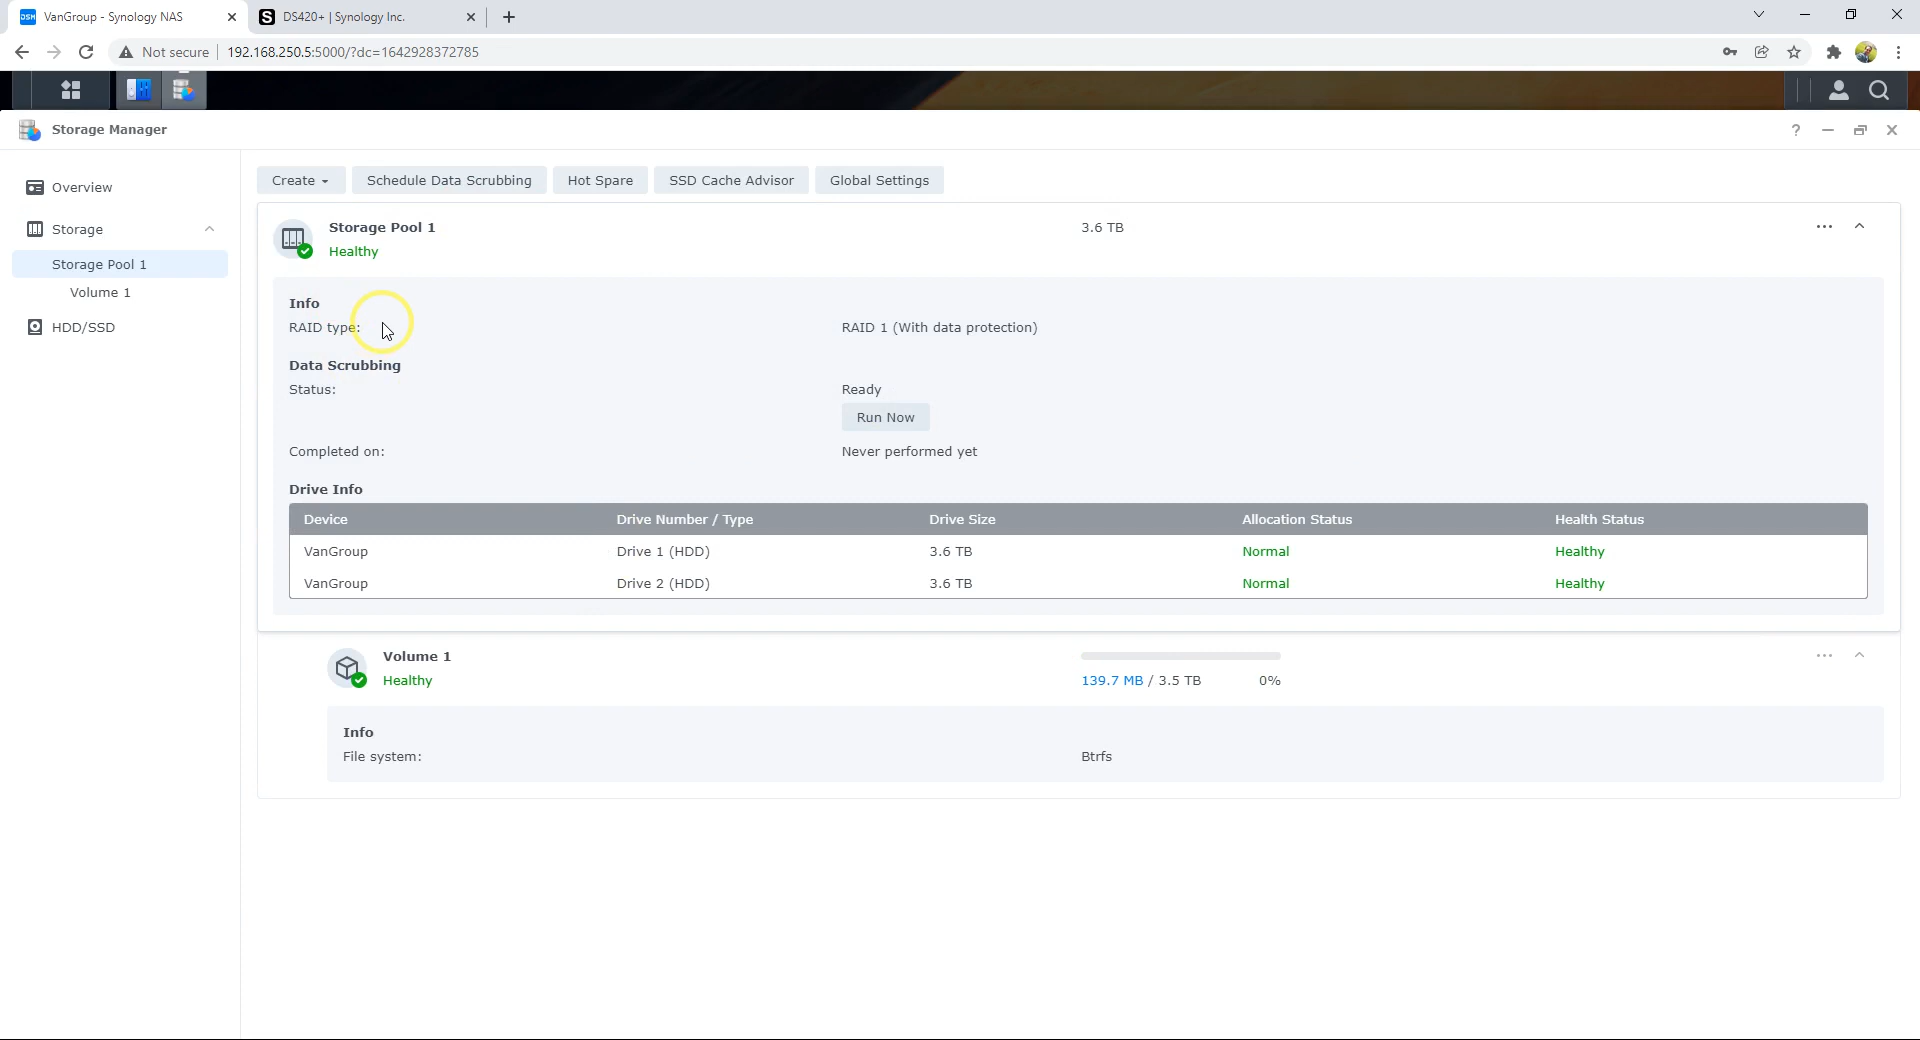 VanGroup - Synology NAS
DS420+ | Synology Inc.
Not secure
192.168.250.5:5000/?dc=1642928372785
Storage Manager
?
Overview
Storage
Storage Pool 1
Volume 1
HDD/SSD
Create
Schedule Data Scrubbing
Hot Spare
SSD Cache Advisor
Global Settings
Storage Pool 1
3.6 TB
Healthy
Info
RAID type:
RAID 1 (With data protection)
Data Scrubbing
Status:
Ready
Run Now
Completed on:
Never performed yet
Drive Info
Device Drive Number / Type Drive Size Allocation Status Health Status
VanGroup Drive 1 (HDD) 3.6 TB Normal Healthy
VanGroup Drive 2 (HDD) 3.6 TB Normal Healthy
Volume 1
Healthy
139.7 MB / 3.5 TB 0%
Info
File system:
Btrfs